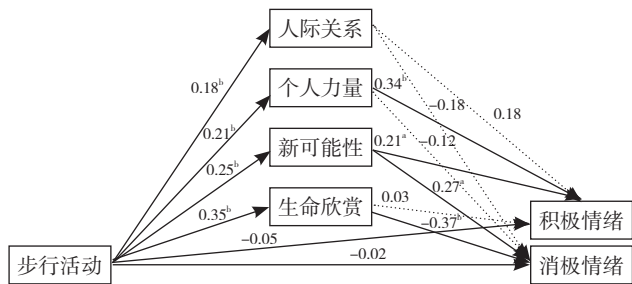 人际关系
个人力量
0.34ᵇ
0.18ᵇ
-0.18
0.18
0.21ᵇ
新可能性
0.21ᵃ
-0.12
0.25ᵇ
0.27ᵃ
生命欣赏
0.03
0.35ᵇ
-0.37ᵇ
积极情绪
-0.05
步行活动
-0.02
消极情绪